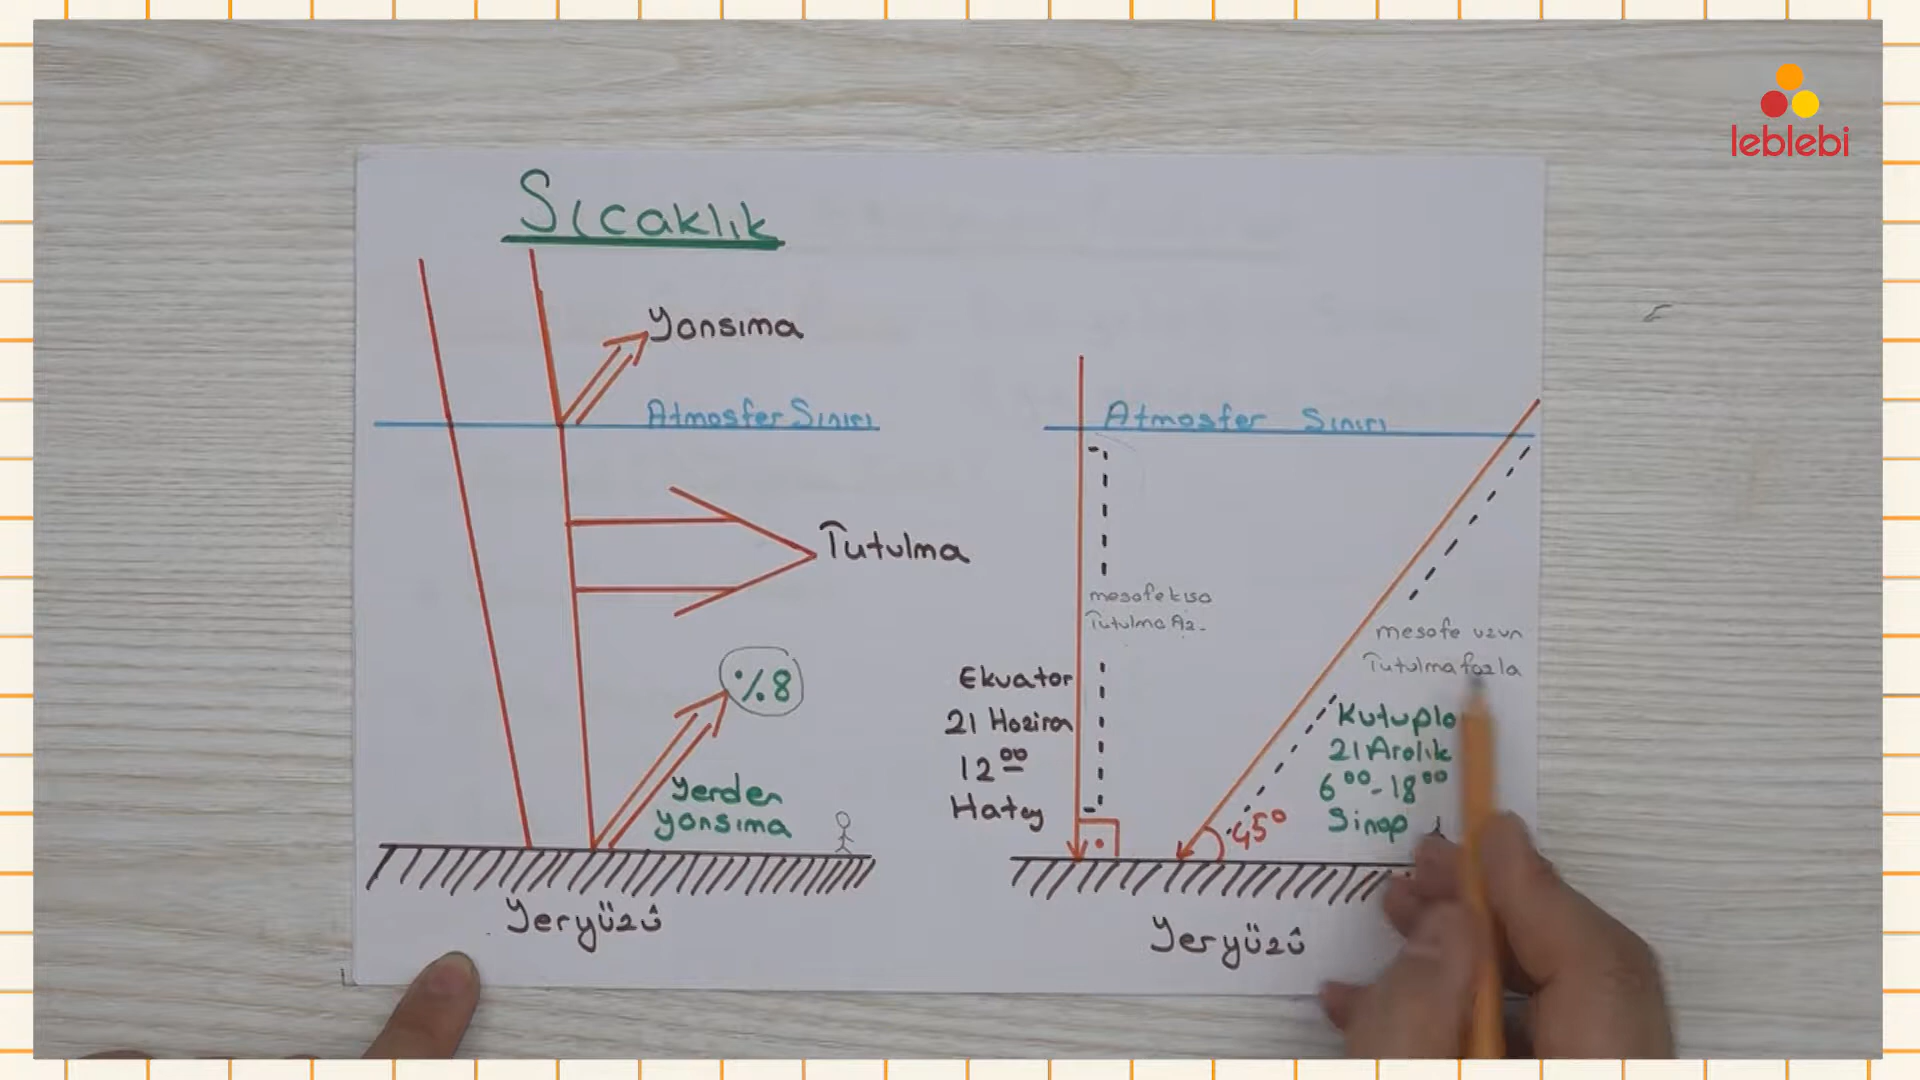 leblebi
Sıcaklık
Yansıma
Atmosfer Sınırı
Tutulma
%8
Yerden
yansıma
Yeryüzü
Atmosfer Sınırı
mesafe kısa
Tutulma Az.
Ekvator
21 Haziran
12⁰⁰
Hatay
mesafe uzun
Tutulma fazla
21 Aralık
6⁰⁰-18⁰⁰
Sinop
45°
Yeryüzü